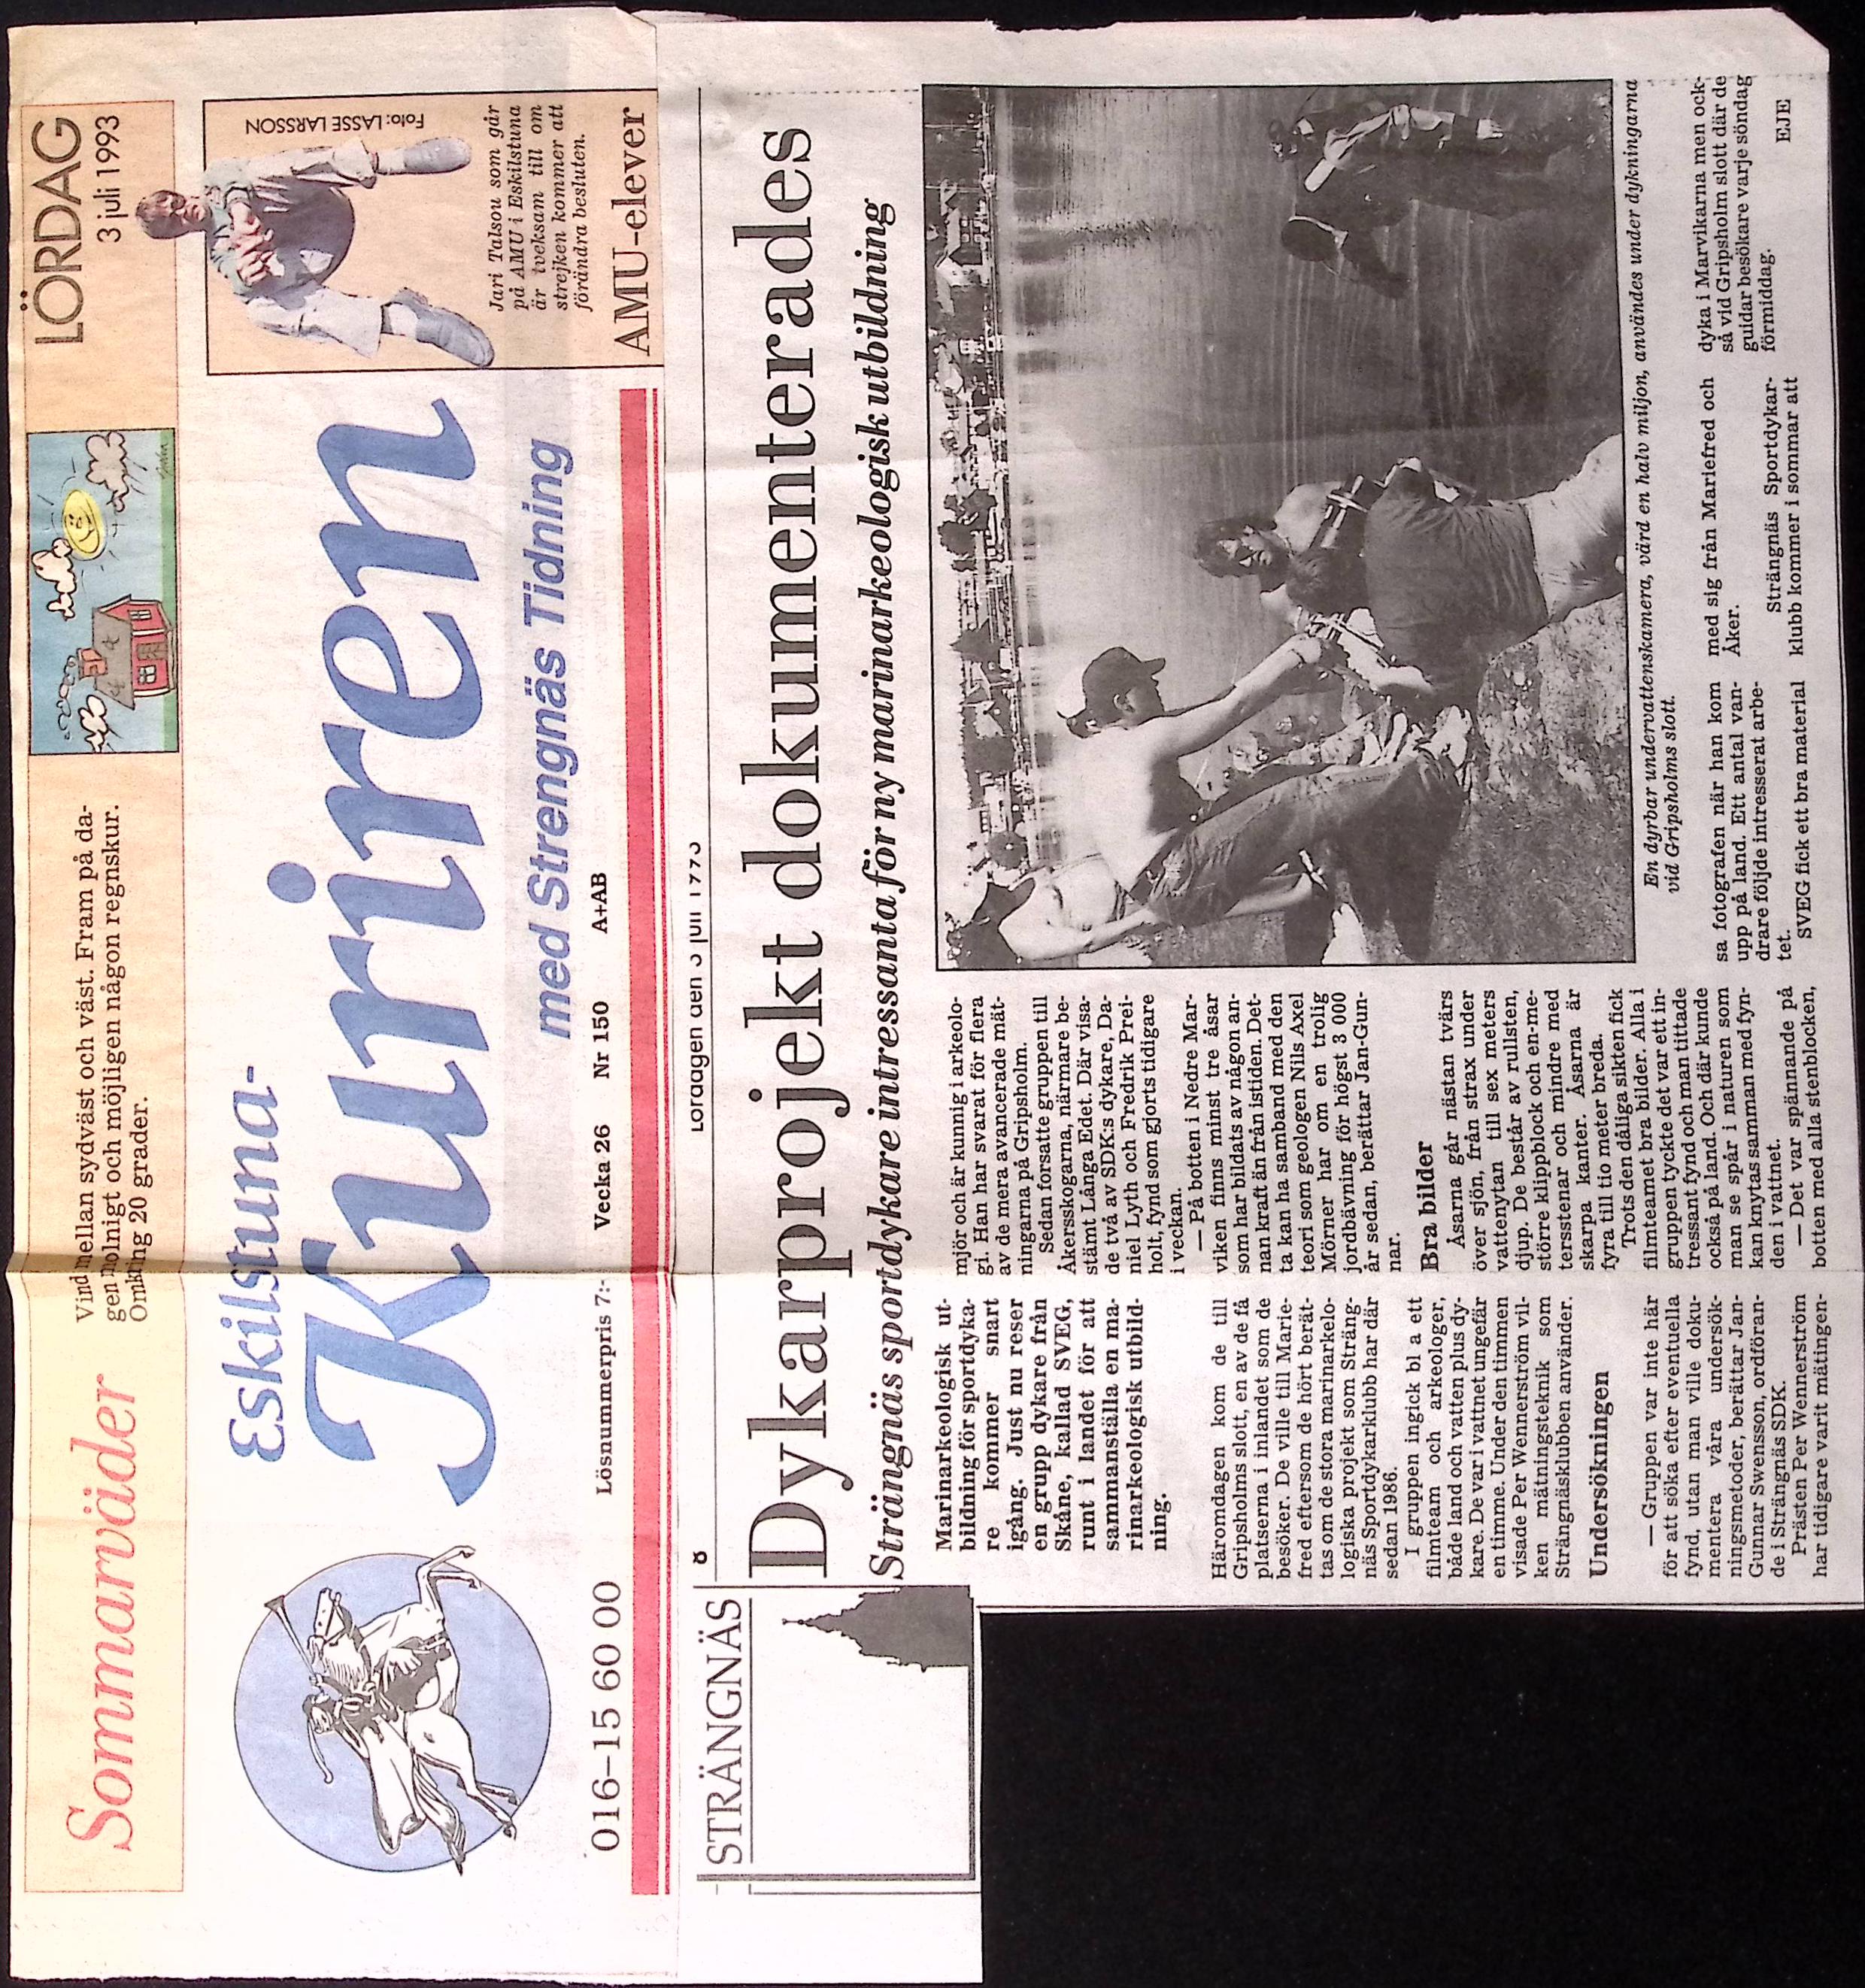 Sommarväder
Vind mellan sydväst och väst. Fram på da-
gen molnigt och möjligen någon regnskur.
Omkring 20 grader.
LÖRDAG
3 juli 1993
Eskilstuna-
Kuriren
med Strengnäs Tidning
016–15 60 00
Lösnummerpris 7:-
Vecka 26
Nr 150
A+AB
Foto: LASSE LARSSON
Jari Talsou som går
på AMU i Eskilstuna
är tveksam till om
strejken kommer att
förändra besluten.
AMU-elever
8
Lördagen den 3 juli 1993
STRÄNGNÄS
Dykarprojekt dokumenterades
Strängnäs sportdykare intressanta för ny marinarkeologisk utbildning
Marinarkeologisk ut-
bildning för sportdyka-
re kommer snart
igång. Just nu reser
en grupp dykare från
Skåne, kallad SVEG,
runt i landet för att
sammanställa en ma-
rinarkeologisk utbild-
ning.
Häromdagen kom de till
Gripsholms slott, en av de få
platserna i inlandet som de
besöker. De ville till Marie-
fred eftersom de hört berät-
tas om de stora marinarkelo-
logiska projekt som Sträng-
näs Sportdykarklubb har där
sedan 1986.
I gruppen ingick bl a ett
filmteam och arkeologer,
både land och vatten plus dy-
kare. De var i vattnet ungefär
en timme. Under den timmen
visade Per Wennerström vil-
ken mätningsteknik som
Strängnäsklubben använder.
Undersökningen
— Gruppen var inte här
för att söka efter eventuella
fynd, utan man ville doku-
mentera våra undersök-
ningsmetoder, berättar Jan-
Gunnar Swensson, ordföran-
de i Strängnäs SDK.
Prästen Per Wennerström
har tidigare varit mätingen-
mjör och är kunnig i arkeolo-
gi. Han har svarat för flera
av de mera avancerade mät-
ningarna på Gripsholm.
Sedan forsatte gruppen till
Åkersskogarna, närmare be-
stämt Långa Edet. Där visa-
de två av SDK:s dykare, Da-
niel Lyth och Fredrik Prei-
holt, fynd som gjorts tidigare
i veckan.
— På botten i Nedre Mar-
viken finns minst tre åsar
som har bildats av någon an-
nan kraft än från istiden. Det-
ta kan ha samband med den
teori som geologen Nils Axel
Mörner har om en trolig
jordbävning för högst 3 000
år sedan, berättar Jan-Gun-
nar.
Bra bilder
Åsarna går nästan tvärs
över sjön, från strax under
vattenytan till sex meters
djup. De består av rullsten,
större klippblock och en-me-
tersstenar och mindre med
skarpa kanter. Åsarna är
fyra till tio meter breda.
Trots den dåliga sikten fick
filmteamet bra bilder. Alla i
gruppen tyckte det var ett in-
tressant fynd och man tittade
också på land. Och där kunde
man se spår i naturen som
kan knytas samman med fyn-
den i vattnet.
— Det var spännande på
botten med alla stenblocken,
En dyrbar undervattenskamera, värd en halv miljon, användes under dykningarna
vid Gripsholms slott.
sa fotografen när han kom
upp på land. Ett antal van-
drare följde intresserat arbe-
tet.
SVEG fick ett bra material
med sig från Mariefred och
Åker.
Strängnäs Sportdykar-
klubb kommer i sommar att
dyka i Marvikarna men ock-
så vid Gripsholm slott där de
guidar besökare varje söndag
förmiddag.
EJE